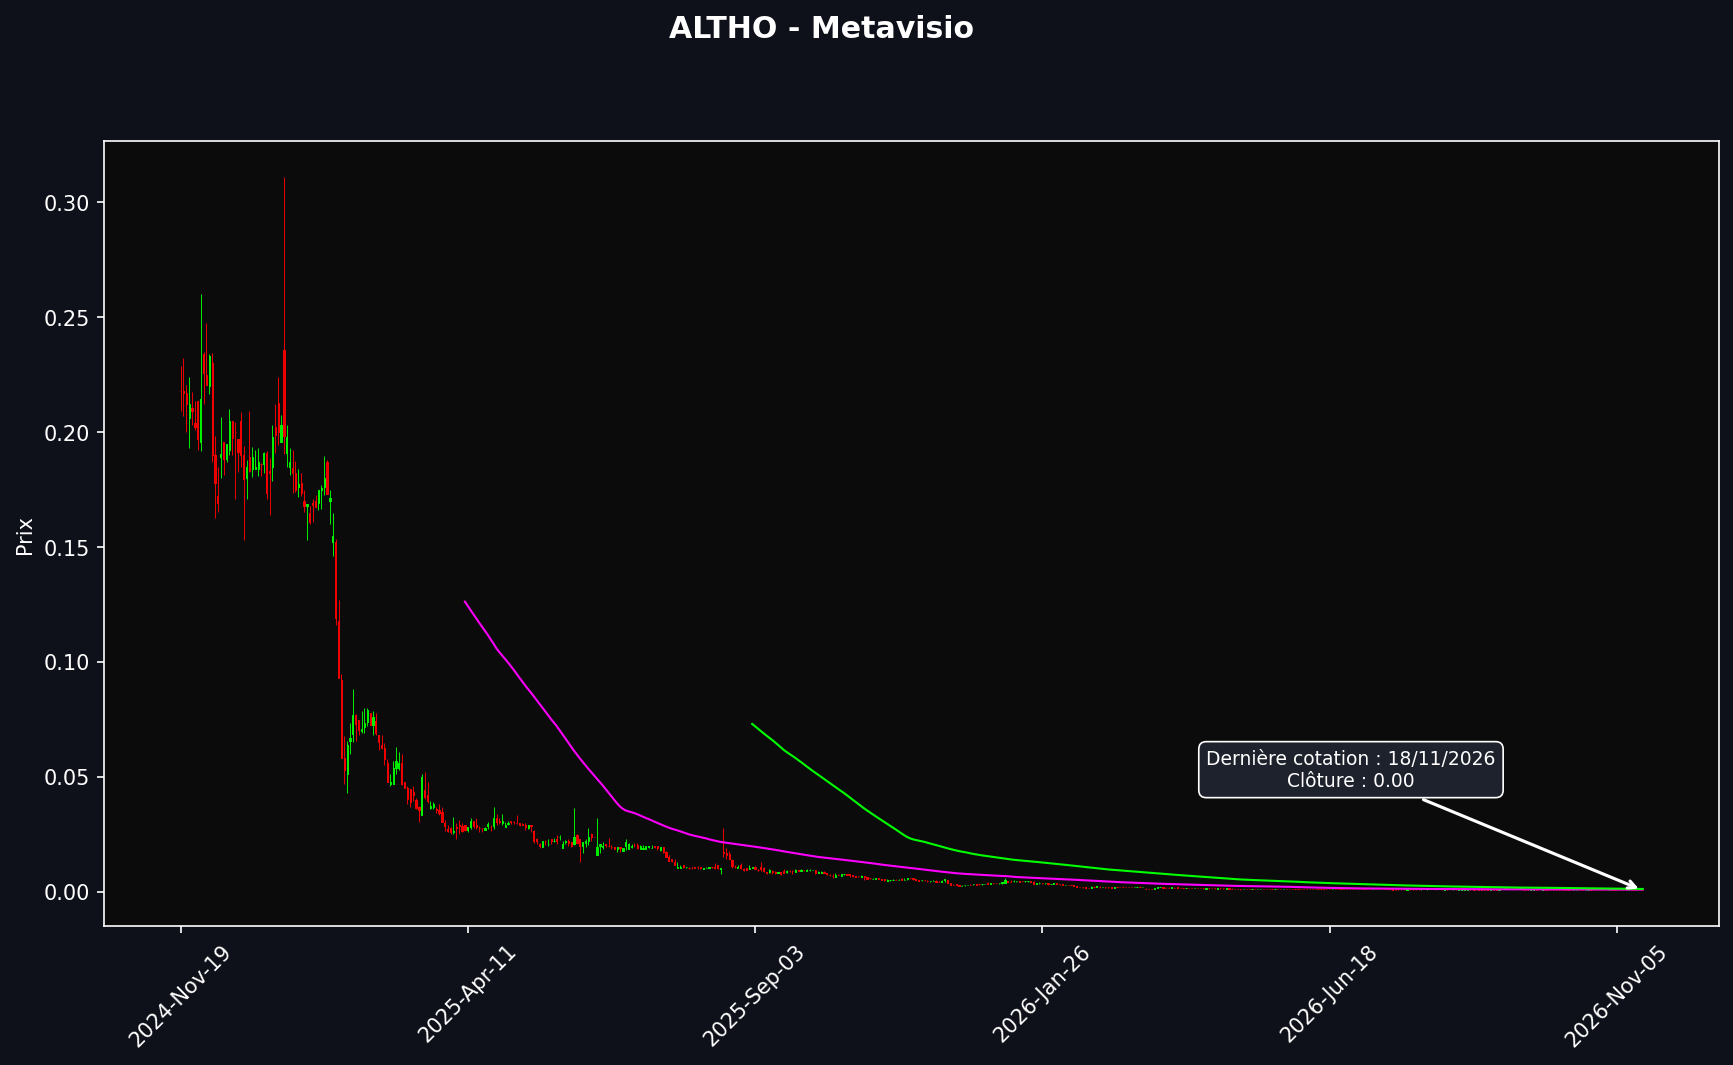 ALTHO - Metavisio
Prix
0.30
0.25
0.20
0.15
0.10
0.05
0.00
Dernière cotation : 18/11/2026
Clôture : 0.00
2024-Nov-19
2025-Apr-11
2025-Sep-03
2026-Jan-26
2026-Jun-18
2026-Nov-05